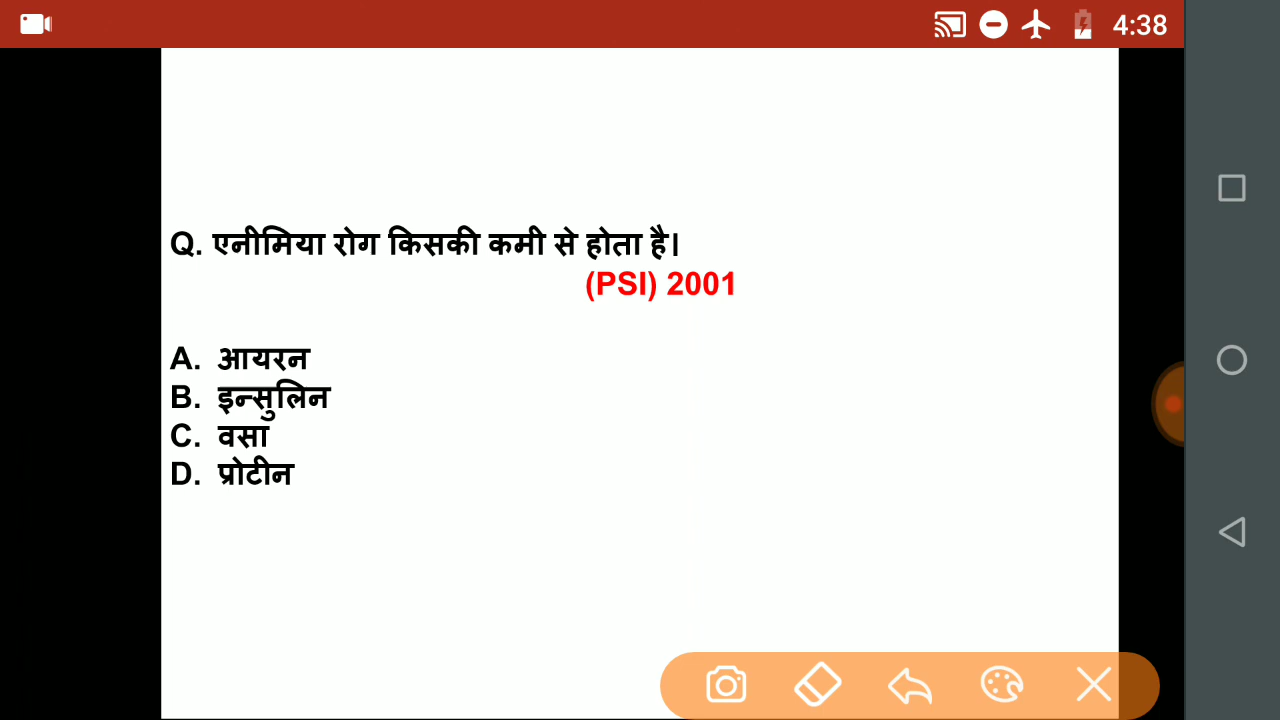 4:38
Q. एनीमिया रोग किसकी कमी से होता है।
(PSI) 2001
A. आयरन
B. इन्सुलिन
C. वसा
D. प्रोटीन